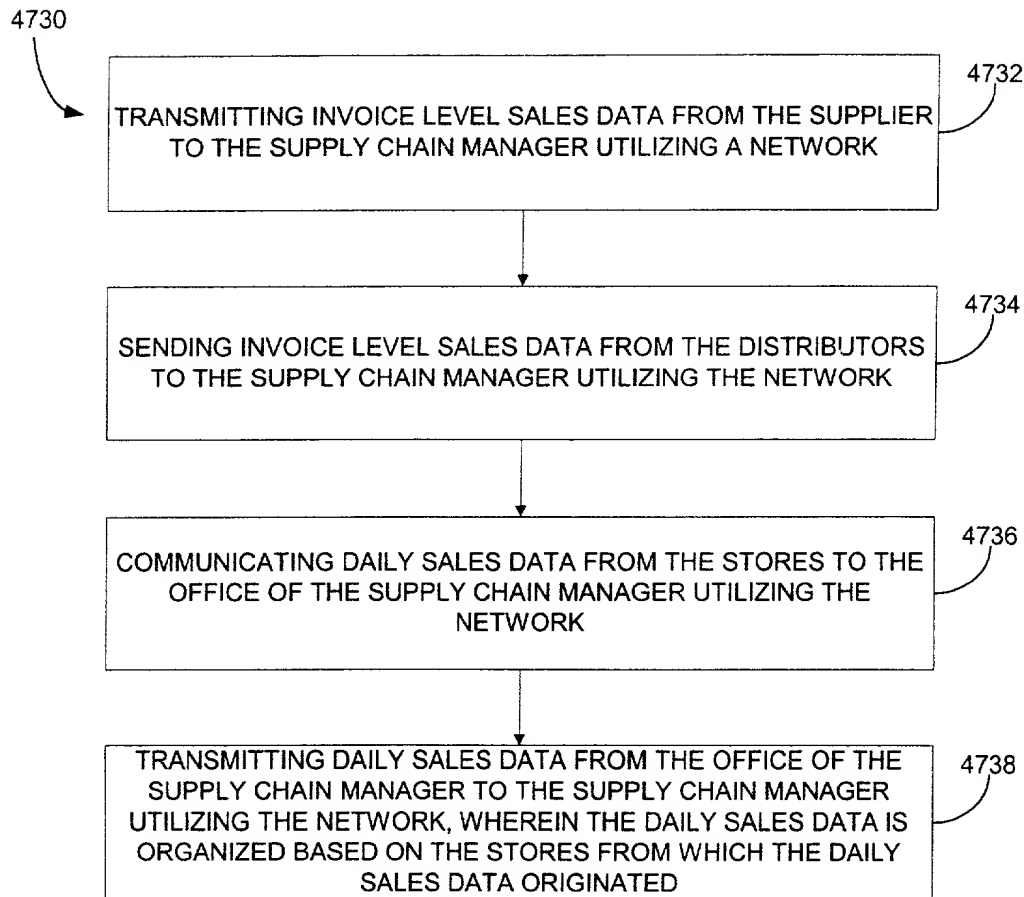 4730
4732
TRANSMITTING INVOICE LEVEL SALES DATA FROM THE SUPPLIER
TO THE SUPPLY CHAIN MANAGER UTILIZING A NETWORK
4734
SENDING INVOICE LEVEL SALES DATA FROM THE DISTRIBUTORS
TO THE SUPPLY CHAIN MANAGER UTILIZING THE NETWORK
4736
COMMUNICATING DAILY SALES DATA FROM THE STORES TO THE
OFFICE OF THE SUPPLY CHAIN MANAGER UTILIZING THE
NETWORK
4738
TRANSMITTING DAILY SALES DATA FROM THE OFFICE OF THE
SUPPLY CHAIN MANAGER TO THE SUPPLY CHAIN MANAGER
UTILIZING THE NETWORK, WHEREIN THE DAILY SALES DATA IS
ORGANIZED BASED ON THE STORES FROM WHICH THE DAILY
SALES DATA ORIGINATED